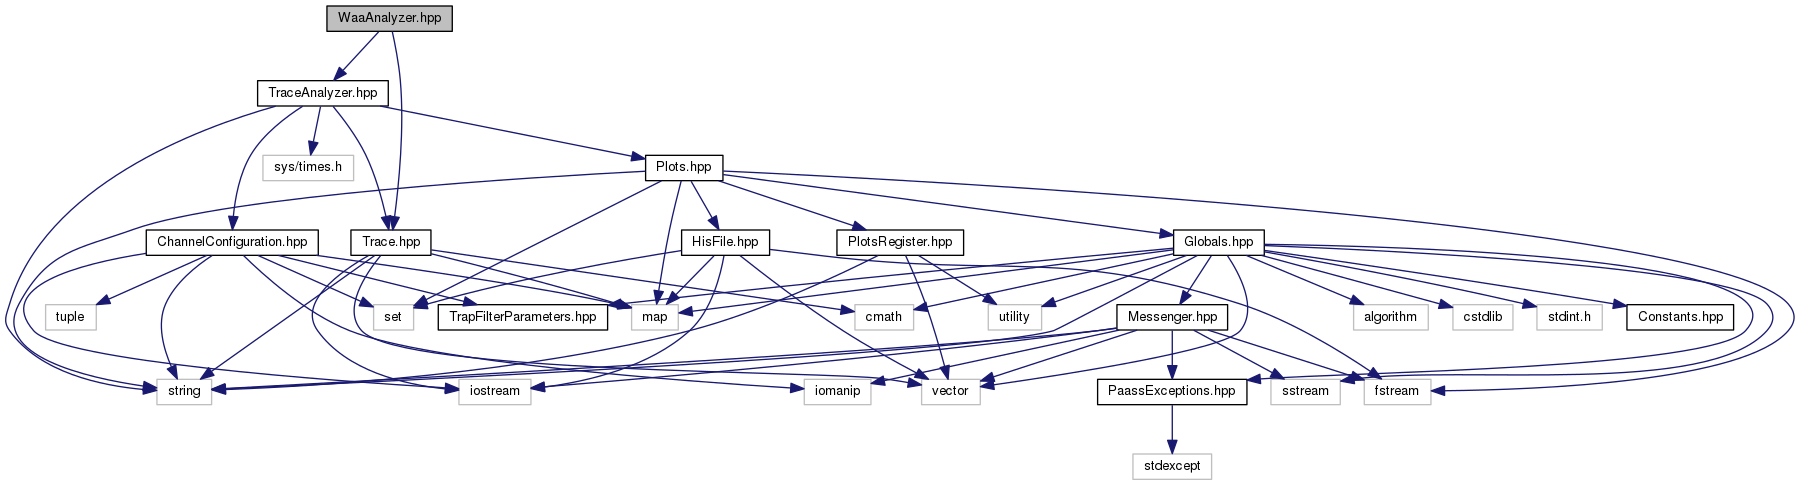 WaaAnalyzer.hpp
TraceAnalyzer.hpp
sys/times.h
Plots.hpp
ChannelConfiguration.hpp
Trace.hpp
HisFile.hpp
PlotsRegister.hpp
Globals.hpp
tuple
set
TrapFilterParameters.hpp
map
cmath
utility
Messenger.hpp
algorithm
cstdlib
stdint.h
Constants.hpp
string
iostream
iomanip
vector
PaassExceptions.hpp
sstream
fstream
stdexcept